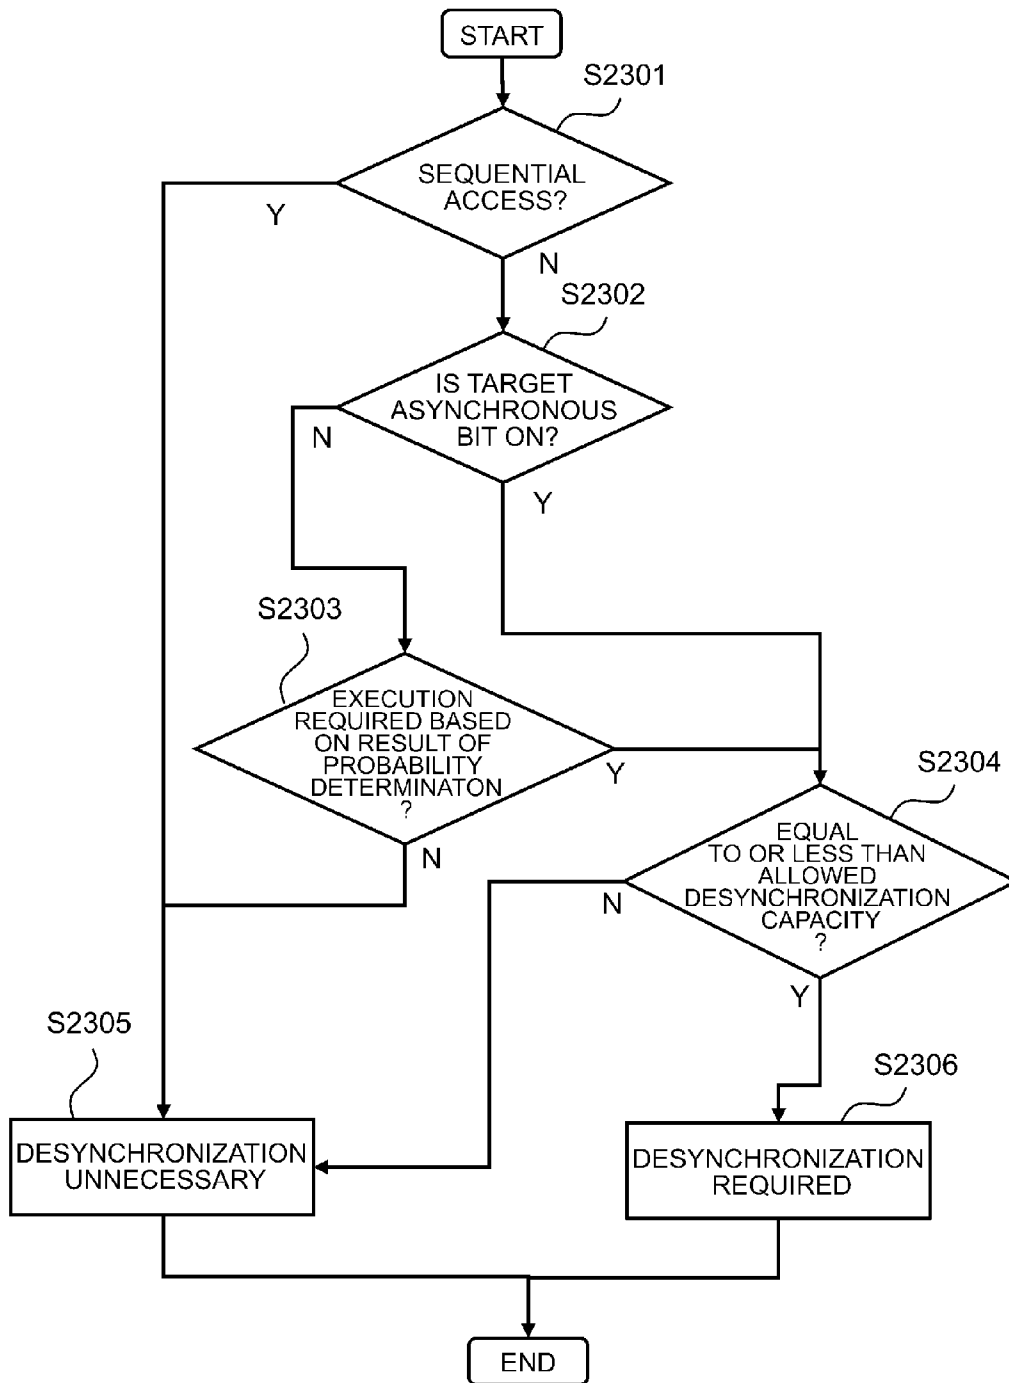 START
S2301
SEQUENTIAL
ACCESS?
Y
N
S2302
IS TARGET
ASYNCHRONOUS
BIT ON?
N
Y
S2303
EXECUTION
REQUIRED BASED
ON RESULT OF
PROBABILITY
DETERMINATON
?
Y
N
S2304
EQUAL
TO OR LESS THAN
ALLOWED
DESYNCHRONIZATION
CAPACITY
?
N
Y
S2305
DESYNCHRONIZATION
UNNECESSARY
S2306
DESYNCHRONIZATION
REQUIRED
END